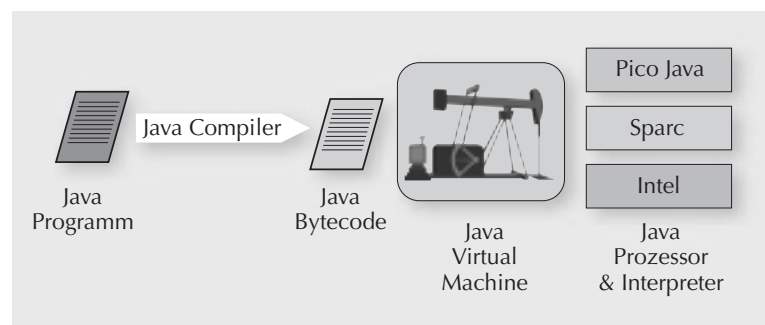 Java Compiler
Java
Programm
Java
Bytecode
Java
Virtual
Machine
Pico Java
Sparc
Intel
Java
Prozessor
& Interpreter